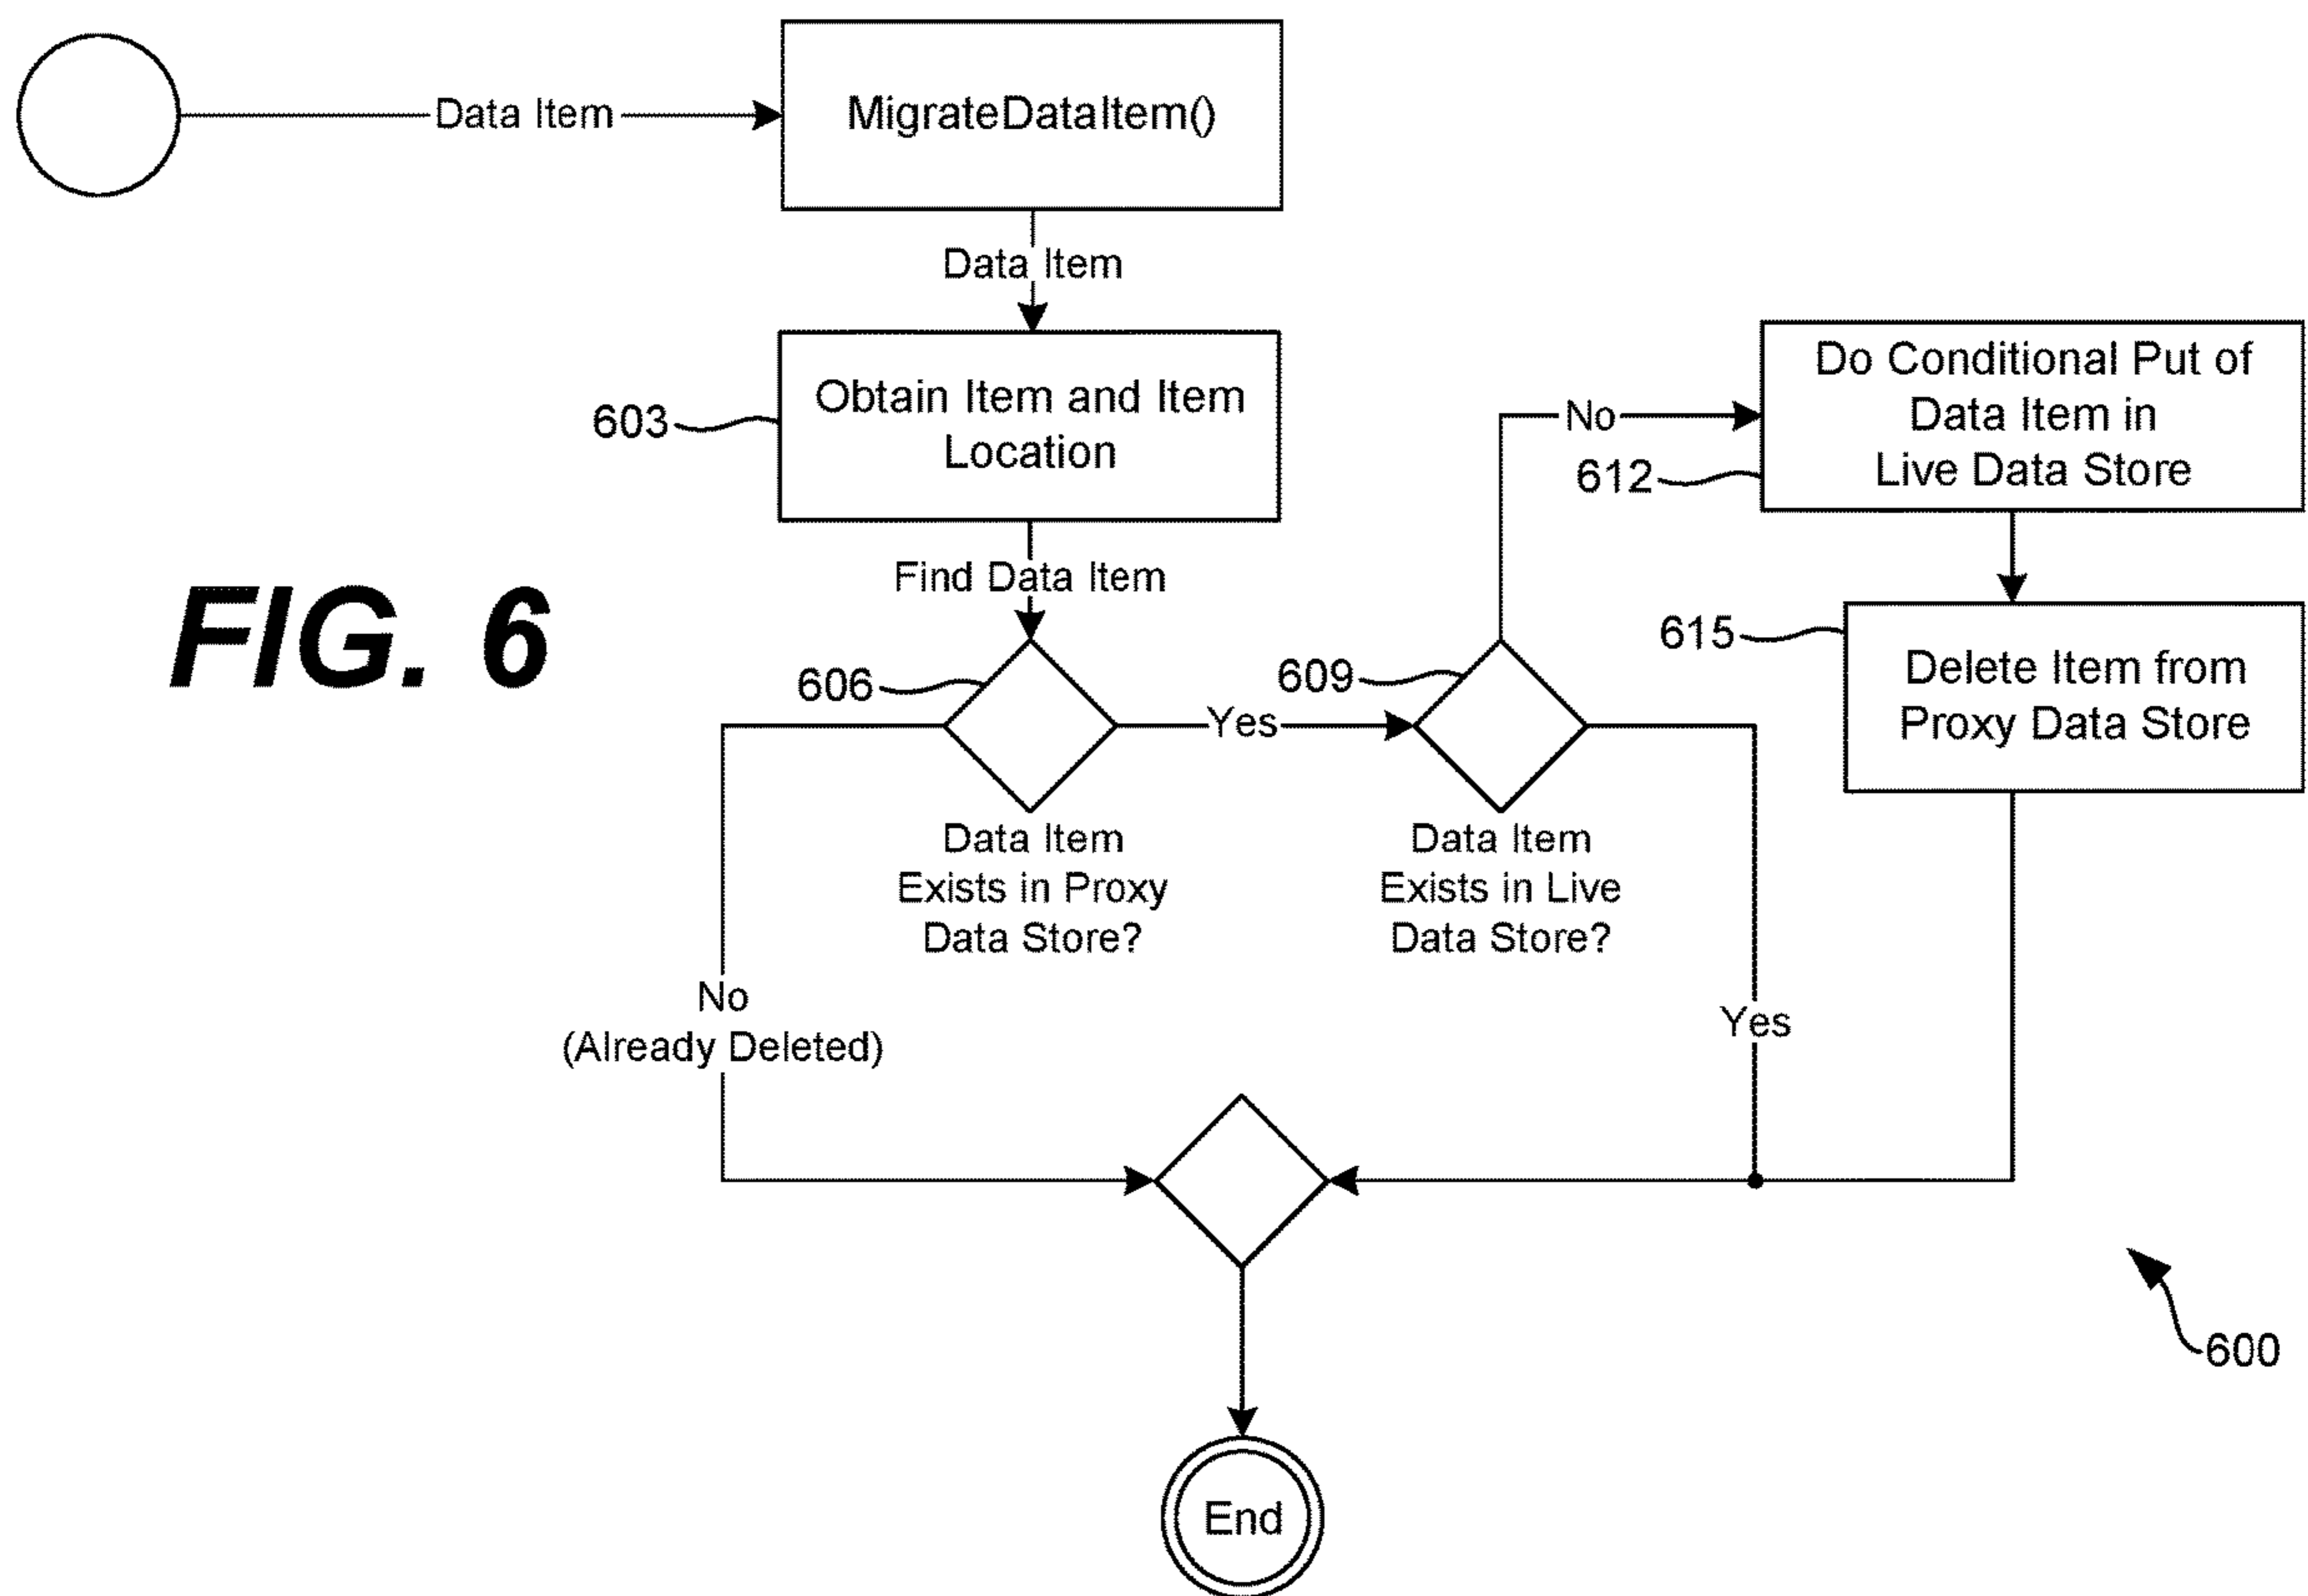 Data Item
MigrateDataItem()
Data Item
603
Obtain Item and Item
Location
Find Data Item
No
Do Conditional Put of
Data Item in
Live Data Store
612
FIG. 6
606
Yes
609
615
Delete Item from
Proxy Data Store
Data Item
Exists in Proxy
Data Store?
Data Item
Exists in Live
Data Store?
No
(Already Deleted)
Yes
600
End